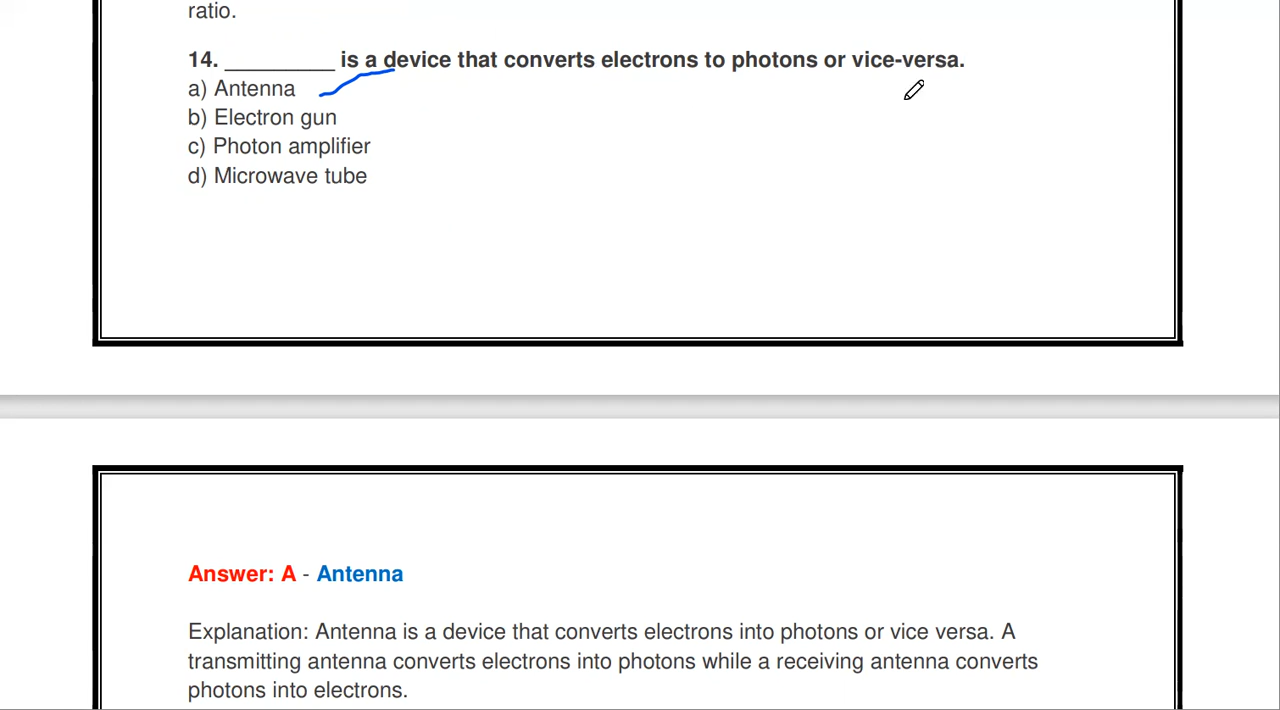 ratio.
14. _________ is a device that converts electrons to photons or vice-versa.
a) Antenna
b) Electron gun
c) Photon amplifier
d) Microwave tube
Answer: A - Antenna
Explanation: Antenna is a device that converts electrons into photons or vice versa. A
transmitting antenna converts electrons into photons while a receiving antenna converts
photons into electrons.